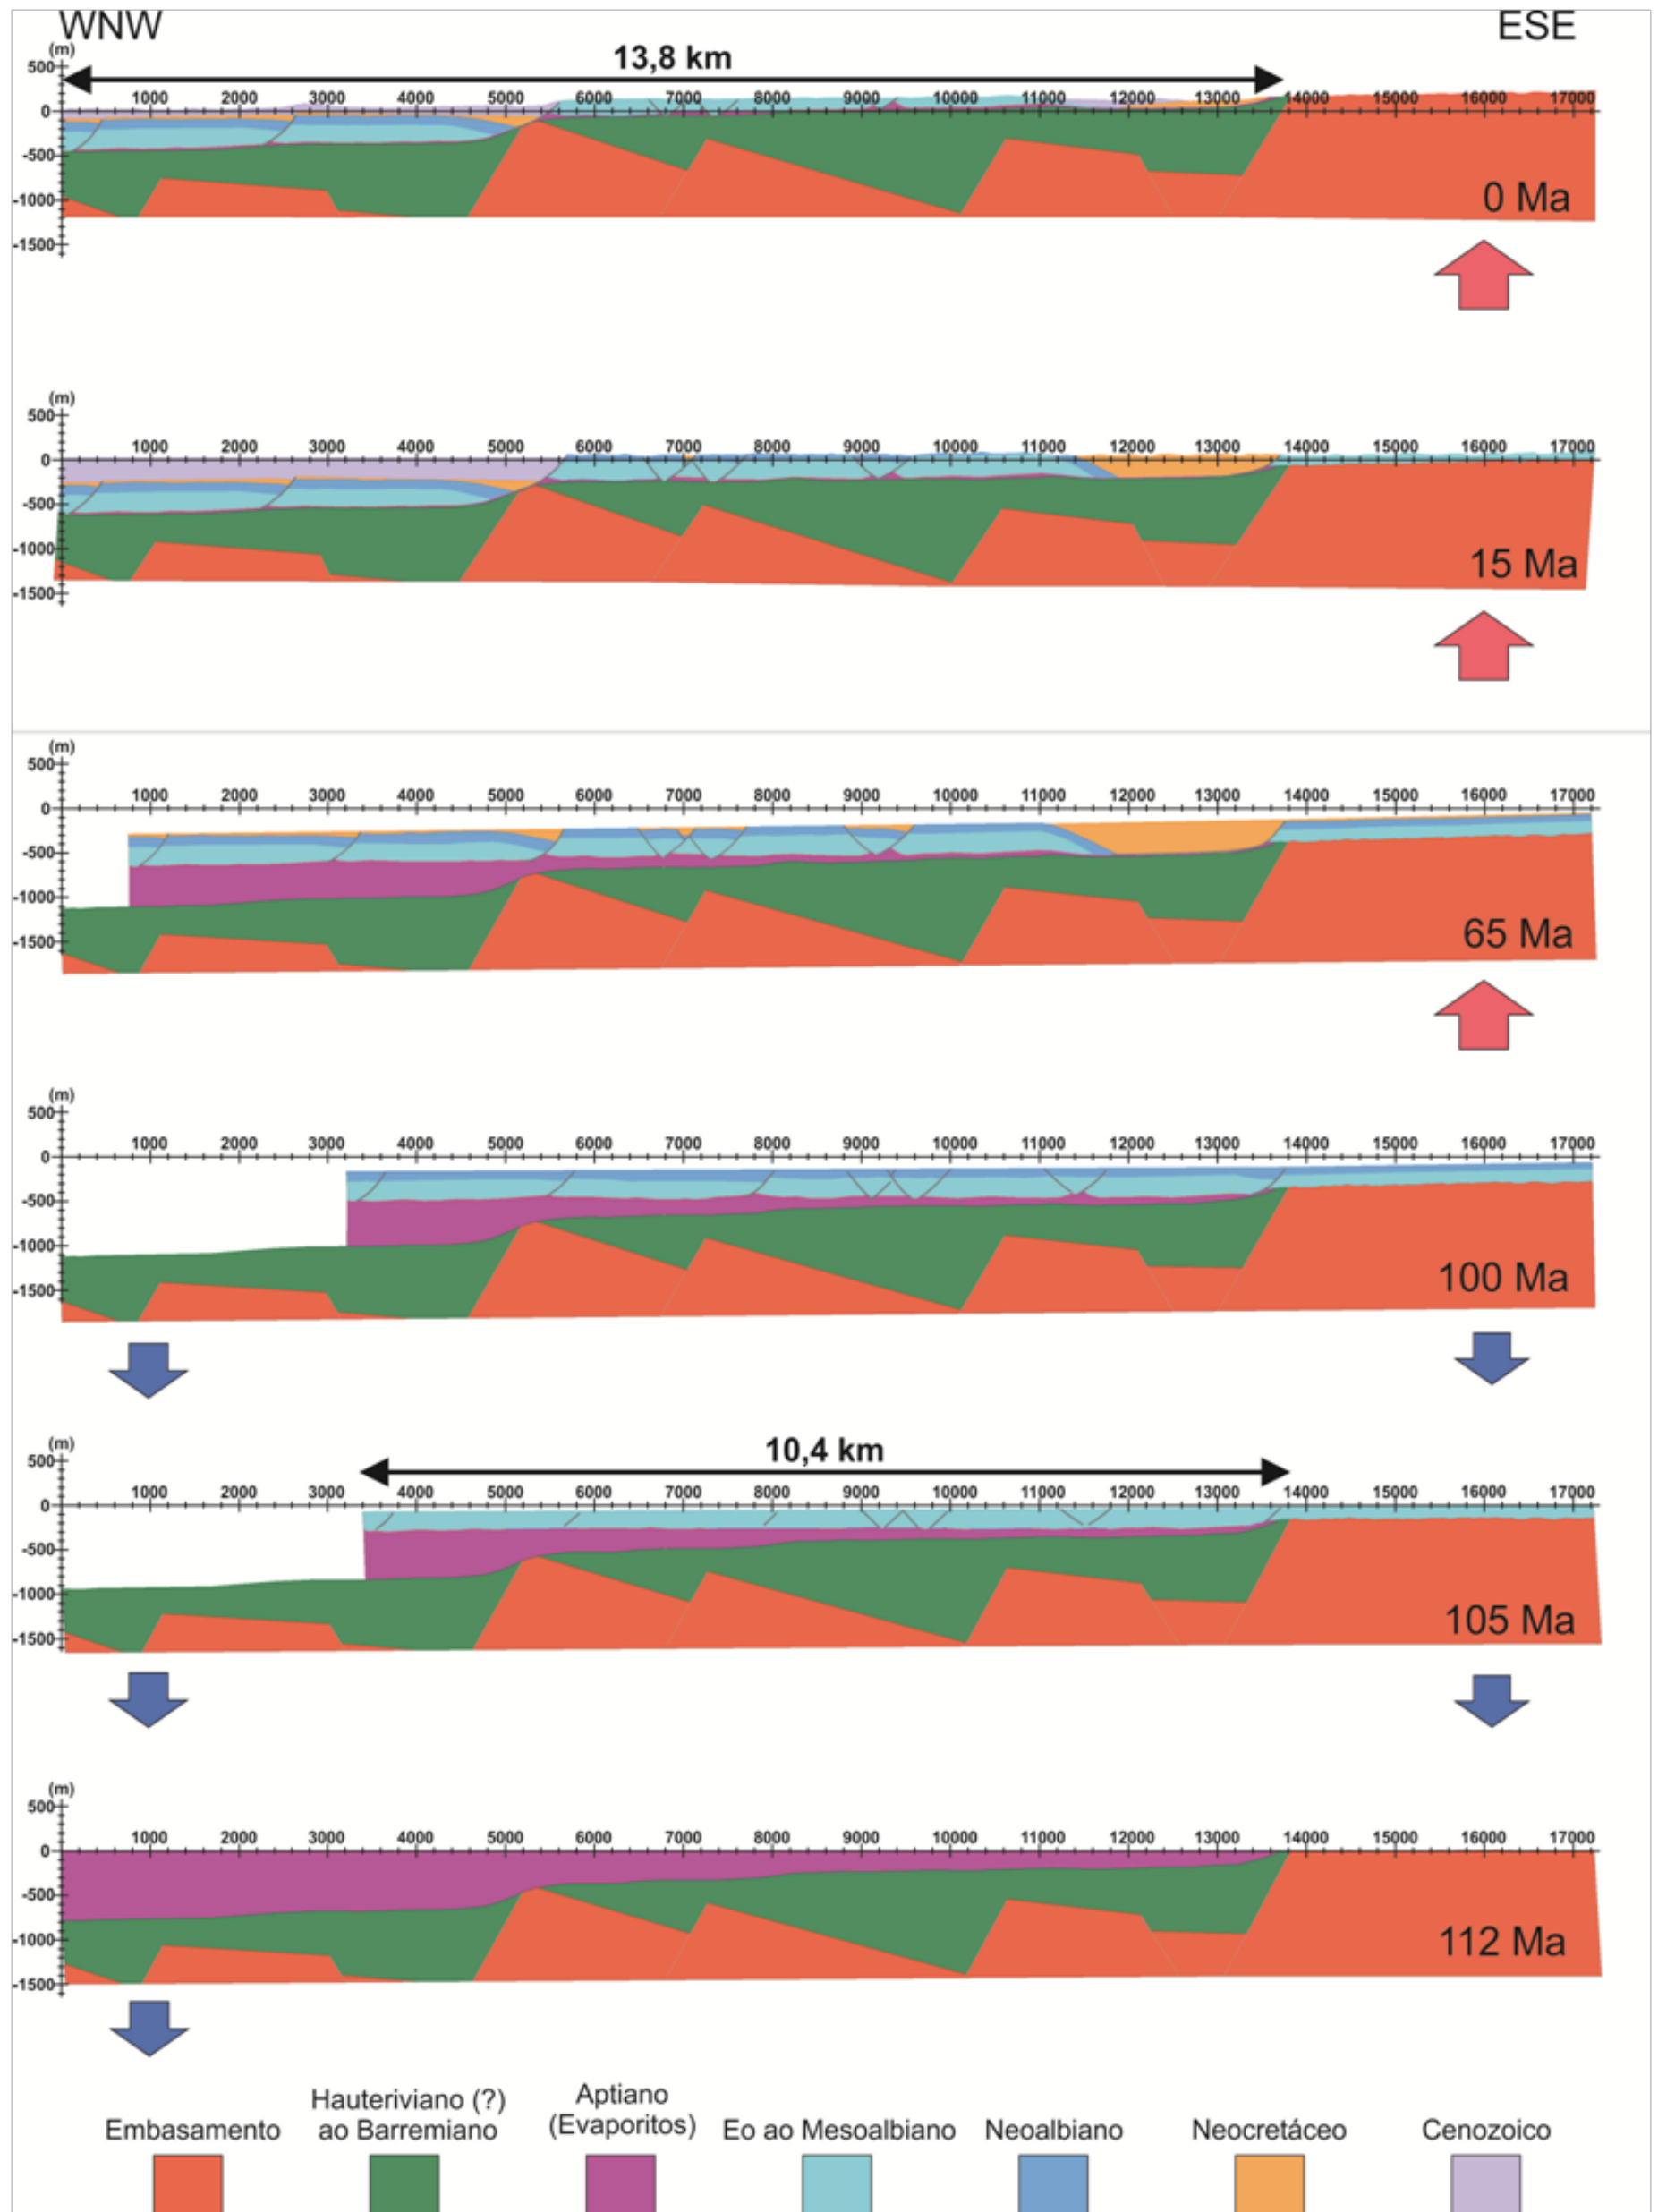 WNW ESE
(m)
13,8 km
500
1000 2000 3000 4000 5000 6000 7000 8000 9000 10000 11000 12000 13000 14000 15000 16000 17000
0
-500
-1000
0 Ma
-1500
(m)
500
1000 2000 3000 4000 5000 6000 7000 8000 9000 10000 11000 12000 13000 14000 15000 16000 17000
0
-500
-1000
15 Ma
-1500
(m)
500
1000 2000 3000 4000 5000 6000 7000 8000 9000 10000 11000 12000 13000 14000 15000 16000 17000
0
-500
-1000
65 Ma
-1500
(m)
500
1000 2000 3000 4000 5000 6000 7000 8000 9000 10000 11000 12000 13000 14000 15000 16000 17000
0
-500
-1000
100 Ma
-1500
(m)
10,4 km
500
1000 2000 3000 4000 5000 6000 7000 8000 9000 10000 11000 12000 13000 14000 15000 16000 17000
0
-500
-1000
105 Ma
-1500
(m)
500
1000 2000 3000 4000 5000 6000 7000 8000 9000 10000 11000 12000 13000 14000 15000 16000 17000
0
-500
-1000
112 Ma
-1500
Embasamento
Hauteriviano (?)
ao Barremiano
Aptiano
(Evaporitos)
Eo ao Mesoalbiano
Neoalbiano
Neocretáceo
Cenozoico